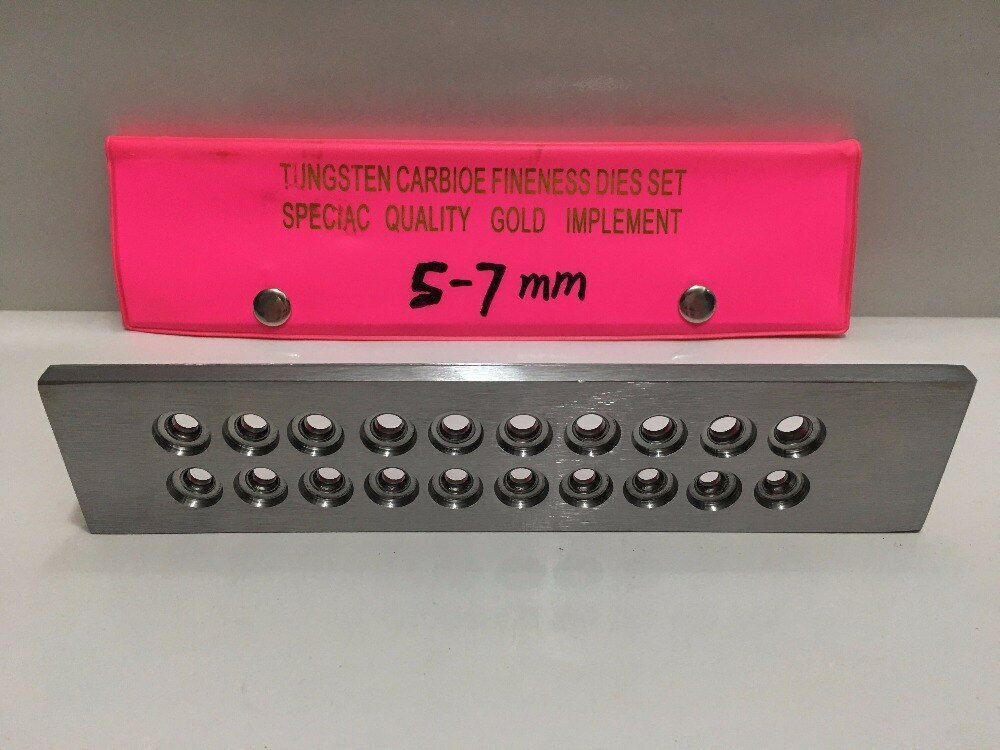 TUNGSTEN CARBIOE FINENESS DIES SET
SPECIAC QUALITY GOLD IMPLEMENT
5-7 mm